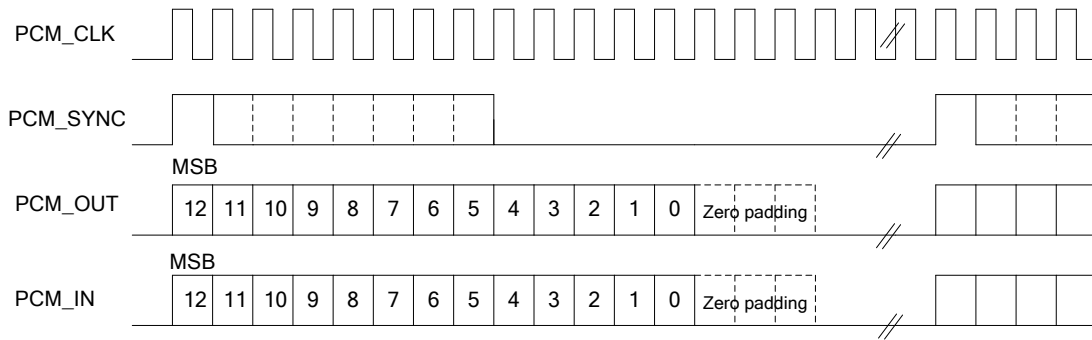 PCM_CLK
PCM_SYNC
MSB
PCM_OUT 12 11 10 9 8 7 6 5 4 3 2 1 0 Zero padding
MSB
PCM_IN 12 11 10 9 8 7 6 5 4 3 2 1 0 Zero padding